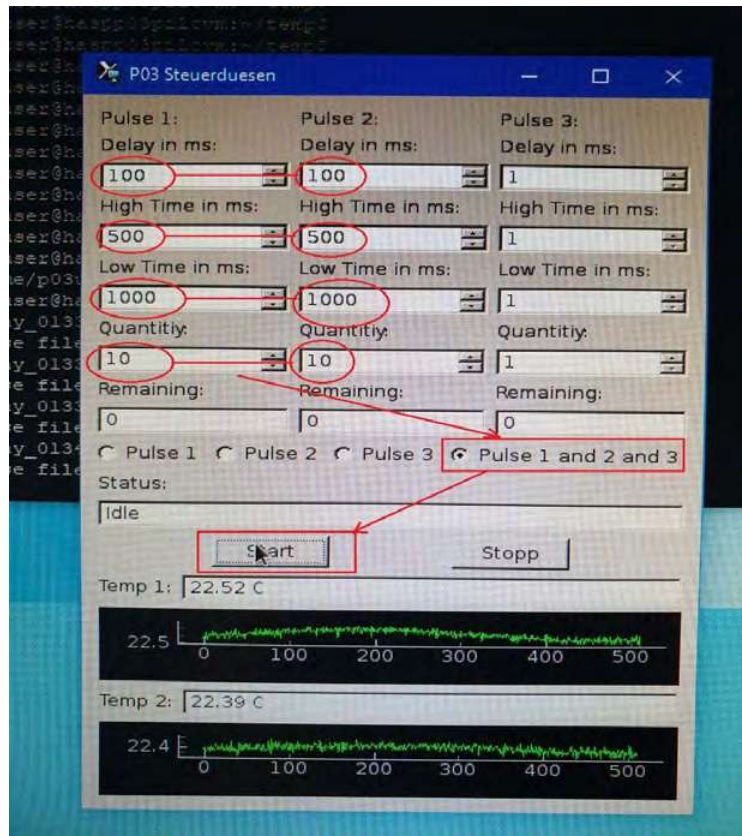 P03 Steuerduesen
Pulse 1: Pulse 2: Pulse 3:
Delay in ms: Delay in ms: Delay in ms:
100 100 1
High Time in ms: High Time in ms: High Time in ms:
500 500 1
Low Time in ms: Low Time in ms: Low Time in ms:
1000 1000 1
Quantitiy: Quantitiy: Quantitiy:
10 10 1
Remaining: Remaining: Remaining:
0 0 0
Pulse 1 Pulse 2 Pulse 3 Pulse 1 and 2 and 3
Status:
Idle
Start Stopp
Temp 1: 22.52 C
22.5
0 100 200 300 400 500
Temp 2: 22.39 C
22.4
0 100 200 300 400 500